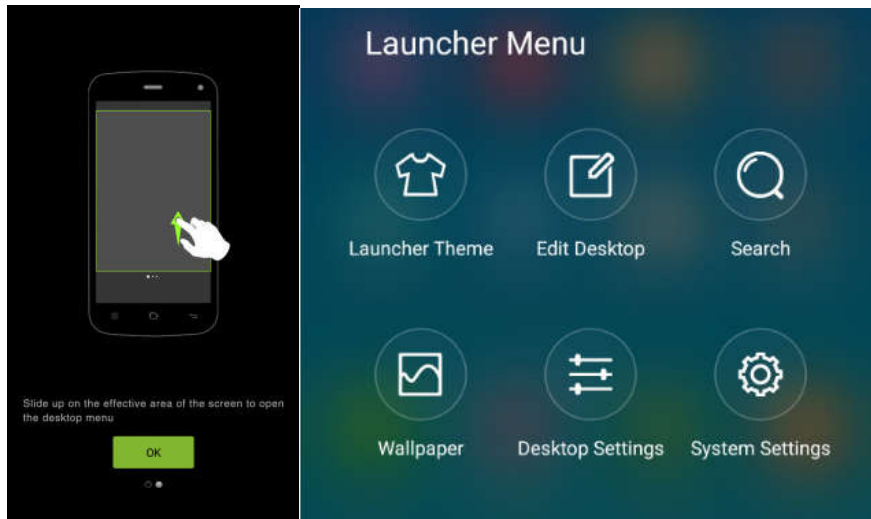 Slide up on the effective area of the screen to open
the desktop menu
OK
Launcher Menu
Launcher Theme
Edit Desktop
Search
Wallpaper
Desktop Settings
System Settings